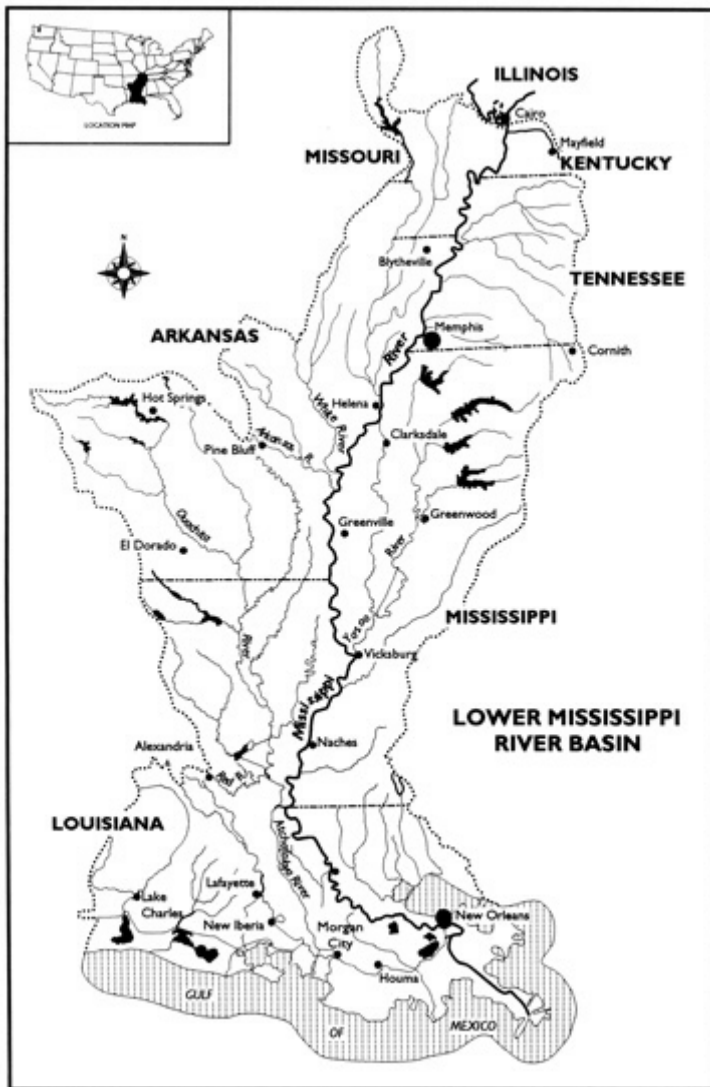 LOCATION MAP
N
ILLINOIS
Cairo
Mayfield
MISSOURI
KENTUCKY
Blytheville
TENNESSEE
Memphis
River
ARKANSAS
Cornith
Hot Springs
Helena
White River
Arkansas R.
Pine Bluff
Clarksdale
Ouachita
Greenville
Greenwood
River
El Dorado
MISSISSIPPI
Yazoo
River
Vicksburg
Mississippi
LOWER MISSISSIPPI
RIVER BASIN
Naches
Alexandria
Red R.
LOUISIANA
Atchafalaya River
Lafayette
Lake
Charles
New Iberia
Morgan
City
New Orleans
Houma
GULF
OF
MEXICO